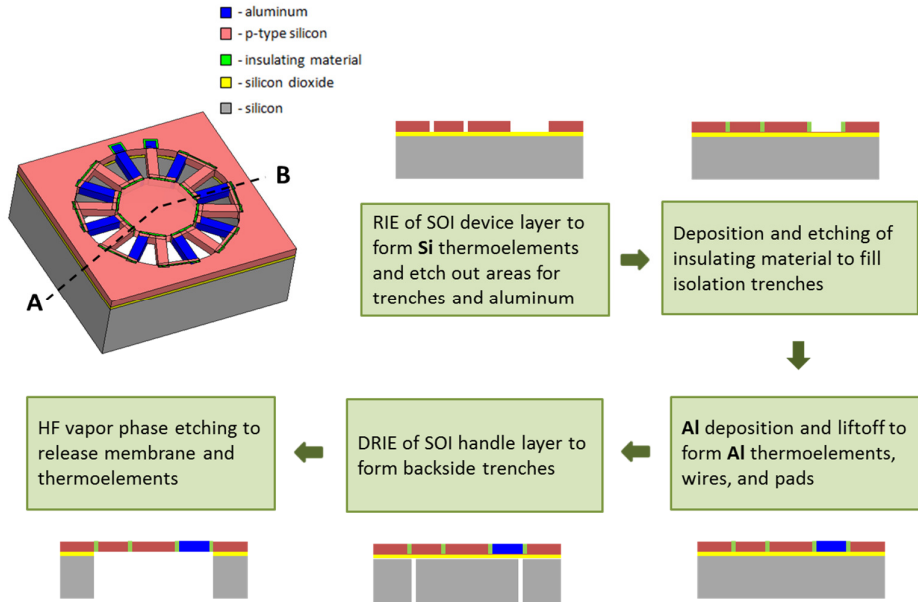 - aluminum
- p-type silicon
- insulating material
- silicon dioxide
- silicon
A
B
RIE of SOI device layer to
form Si thermoelements
and etch out areas for
trenches and aluminum
Deposition and etching of
insulating material to fill
isolation trenches
HF vapor phase etching to
release membrane and
thermoelements
DRIE of SOI handle layer to
form backside trenches
Al deposition and liftoff to
form Al thermoelements,
wires, and pads